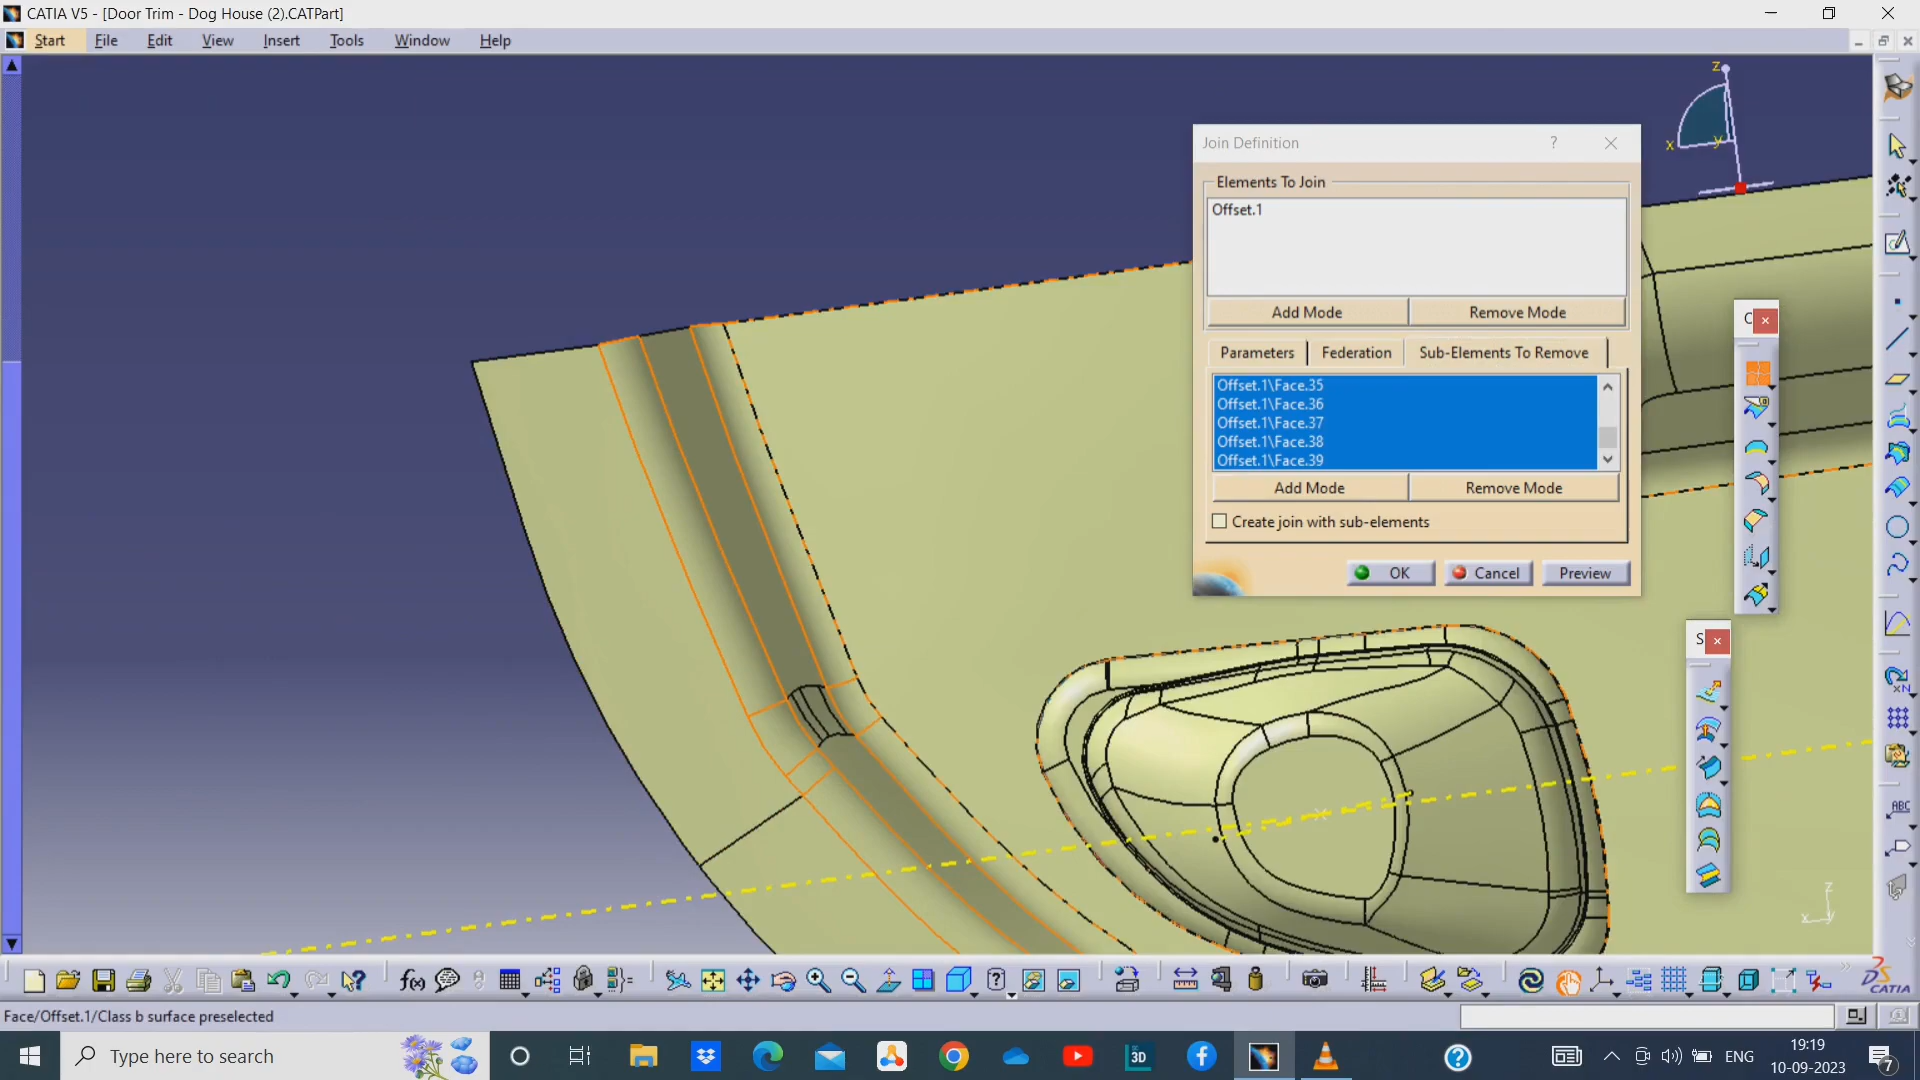 CATIA V5 - [Door Trim - Dog House (2).CATPart]
Start File Edit View Insert Tools Window Help
z
x y
Join Definition ?
Elements To Join
Offset.1
Add Mode Remove Mode
C
Parameters Federation Sub-Elements To Remove
Offset.1\Face.35
Offset.1\Face.36
Offset.1\Face.37
Offset.1\Face.38
Offset.1\Face.39
Add Mode Remove Mode
Create join with sub-elements
OK Cancel Preview
S
ABC
z
x
f(x)
CATIA
Face/Offset.1/Class b surface preselected
Type here to search
3D
ENG
19:19
10-09-2023
7